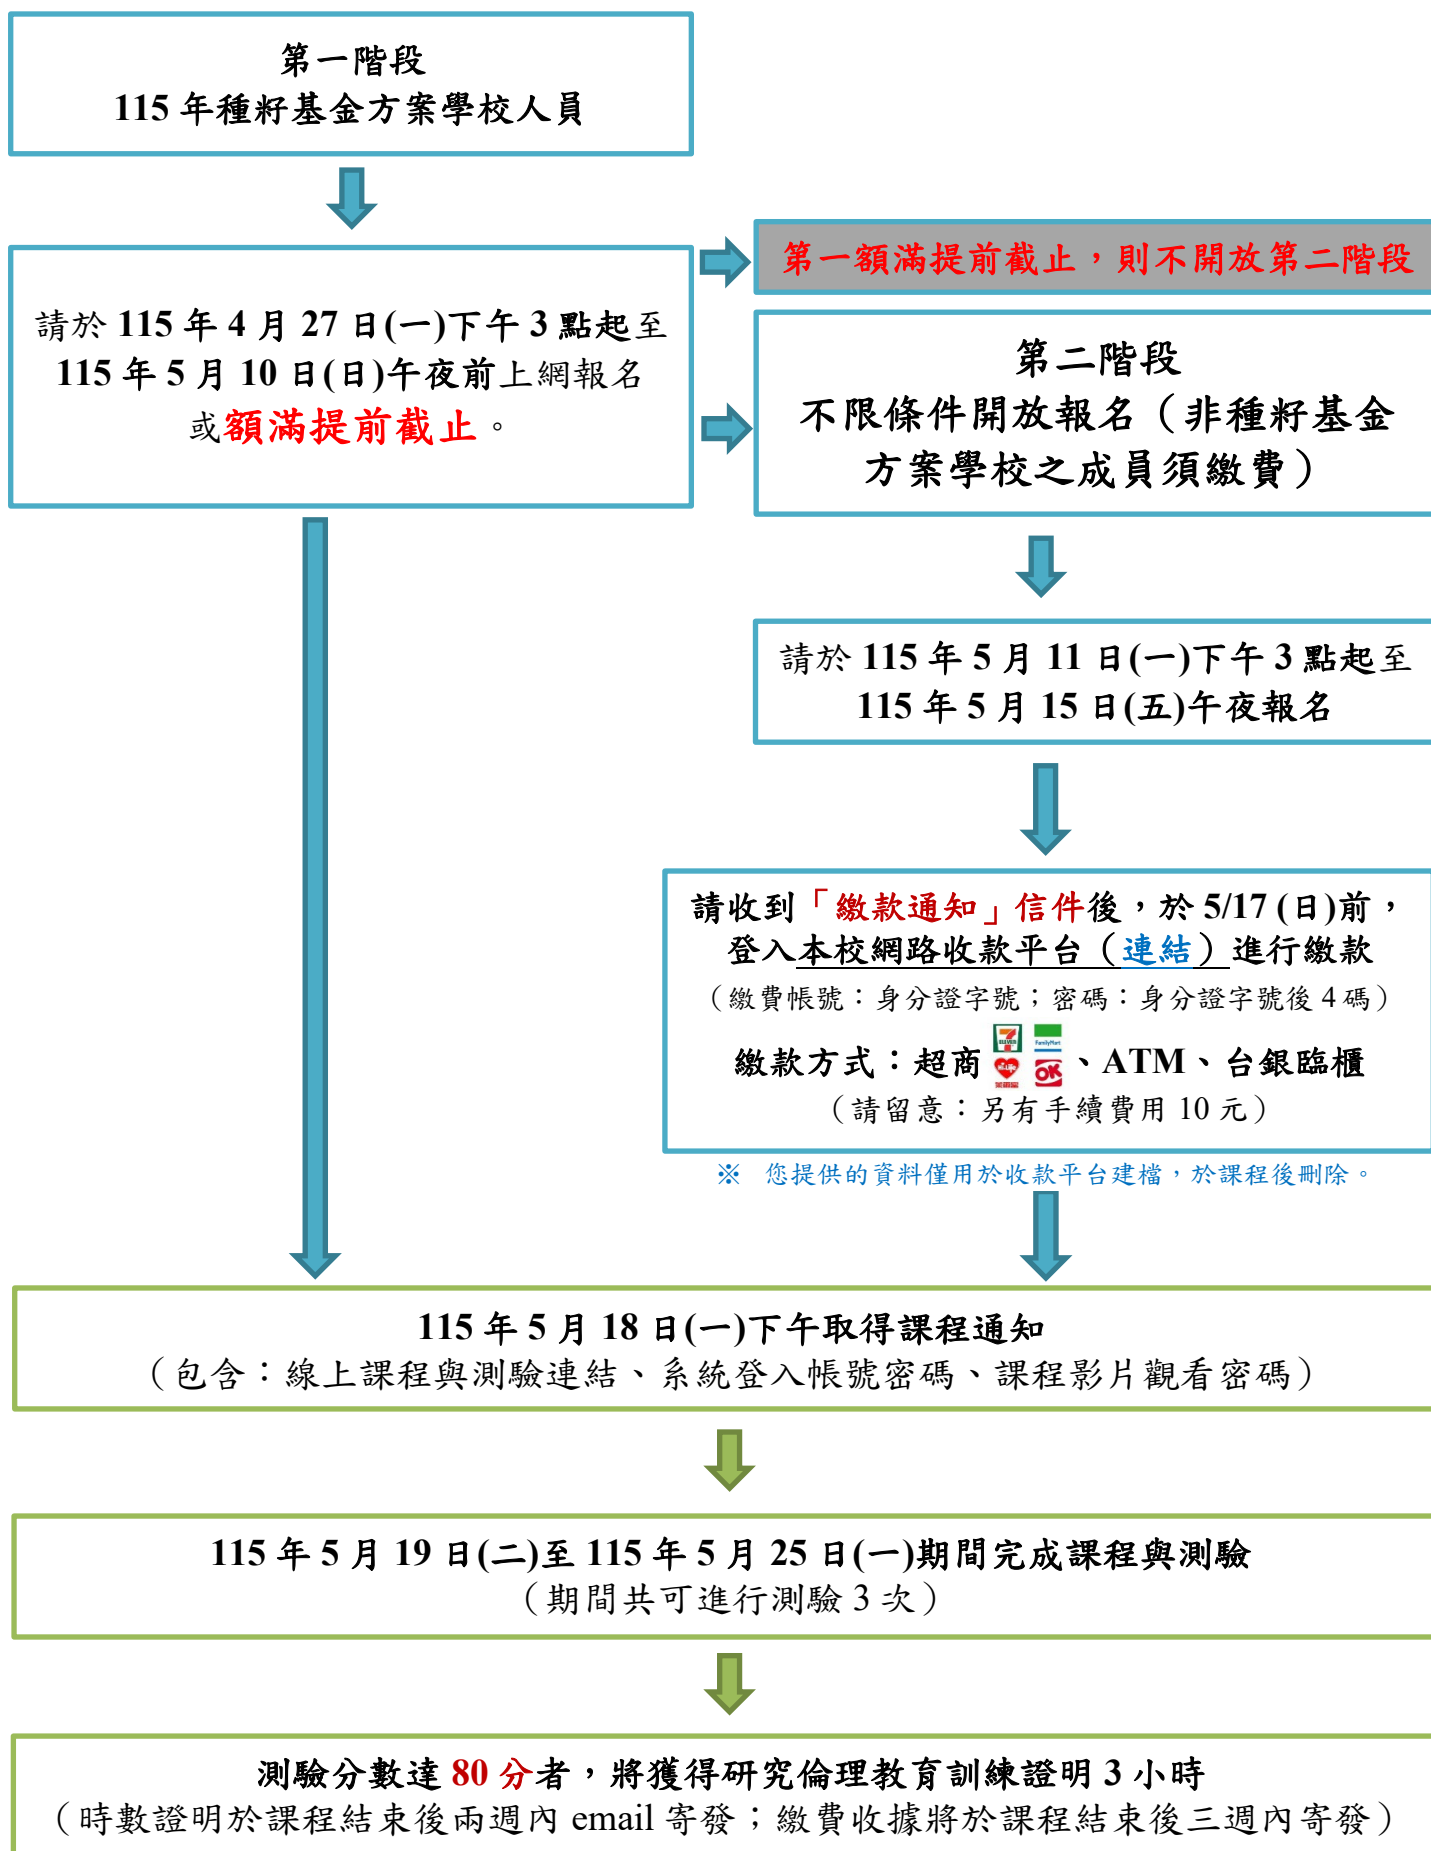 第一階段
115 年種籽基金方案學校人員
請於 115 年 4 月 27 日(一)下午 3 點起至
115 年 5 月 10 日(日)午夜前上網報名
或額滿提前截止。
第一額滿提前截止，則不開放第二階段
第二階段
不限條件開放報名（非種籽基金
方案學校之成員須繳費）
請於 115 年 5 月 11 日(一)下午 3 點起至
115 年 5 月 15 日(五)午夜報名
請收到「繳款通知」信件後，於 5/17 (日)前，
登入本校網路收款平台（連結）進行繳款
（繳費帳號：身分證字號；密碼：身分證字號後 4 碼）
繳款方式：超商 7 ELEVEN FamilyMart Hi-Life 萊爾富 OK 、ATM、台銀臨櫃
（請留意：另有手續費用 10 元）
※ 您提供的資料僅用於收款平台建檔，於課程後刪除。
115 年 5 月 18 日(一)下午取得課程通知
（包含：線上課程與測驗連結、系統登入帳號密碼、課程影片觀看密碼）
115 年 5 月 19 日(二)至 115 年 5 月 25 日(一)期間完成課程與測驗
（期間共可進行測驗 3 次）
測驗分數達 80 分者，將獲得研究倫理教育訓練證明 3 小時
（時數證明於課程結束後兩週內 email 寄發；繳費收據將於課程結束後三週內寄發）